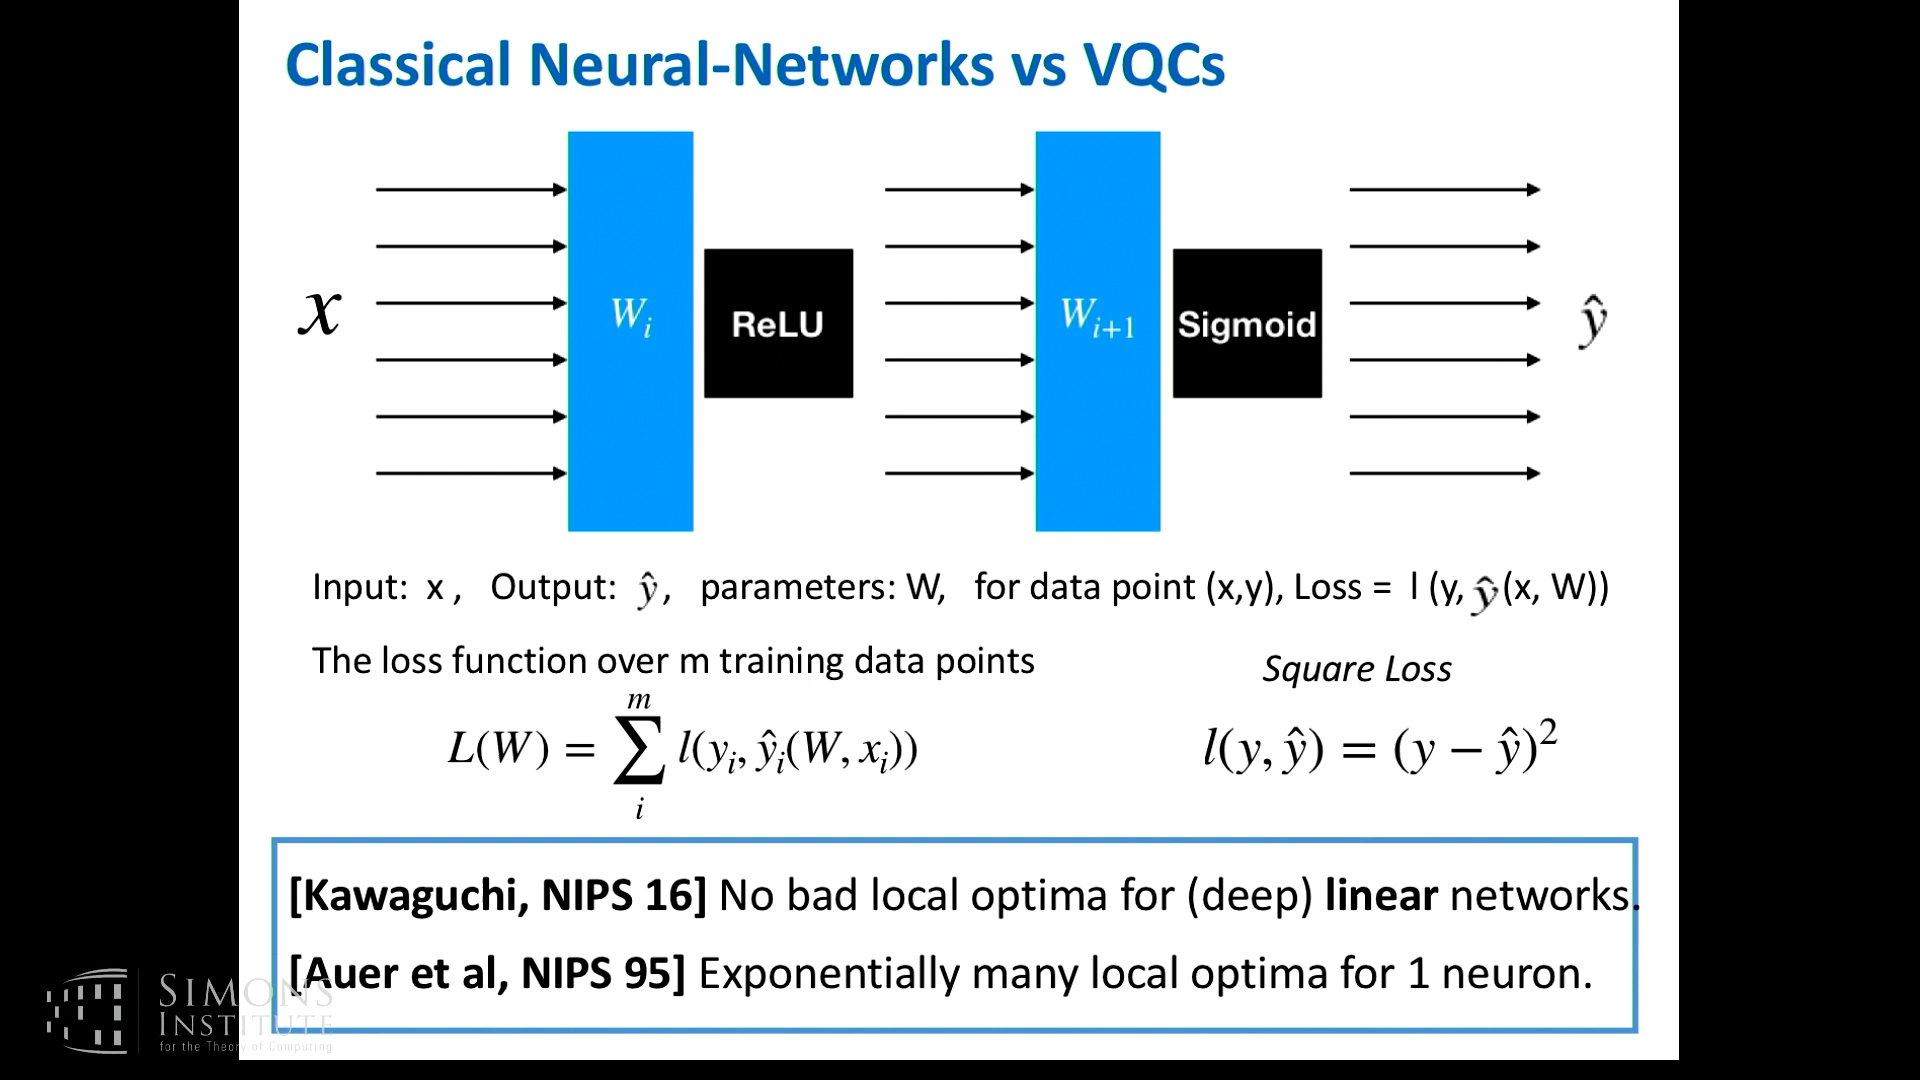 Classical Neural-Networks vs VQCs
x
W_i
ReLU
W_{i+1}
Sigmoid
ŷ
Input: x , Output: ŷ, parameters: W, for data point (x,y), Loss = l (y, ŷ (x, W))
The loss function over m training data points
Square Loss
L(W) = \sum_{i}^{m} l(y_i, ŷ_i(W, x_i))
l(y, ŷ) = (y − ŷ)^2
[Kawaguchi, NIPS 16] No bad local optima for (deep) linear networks.
[Auer et al, NIPS 95] Exponentially many local optima for 1 neuron.
SIMONS
INSTITUTE
for the Theory of Computing